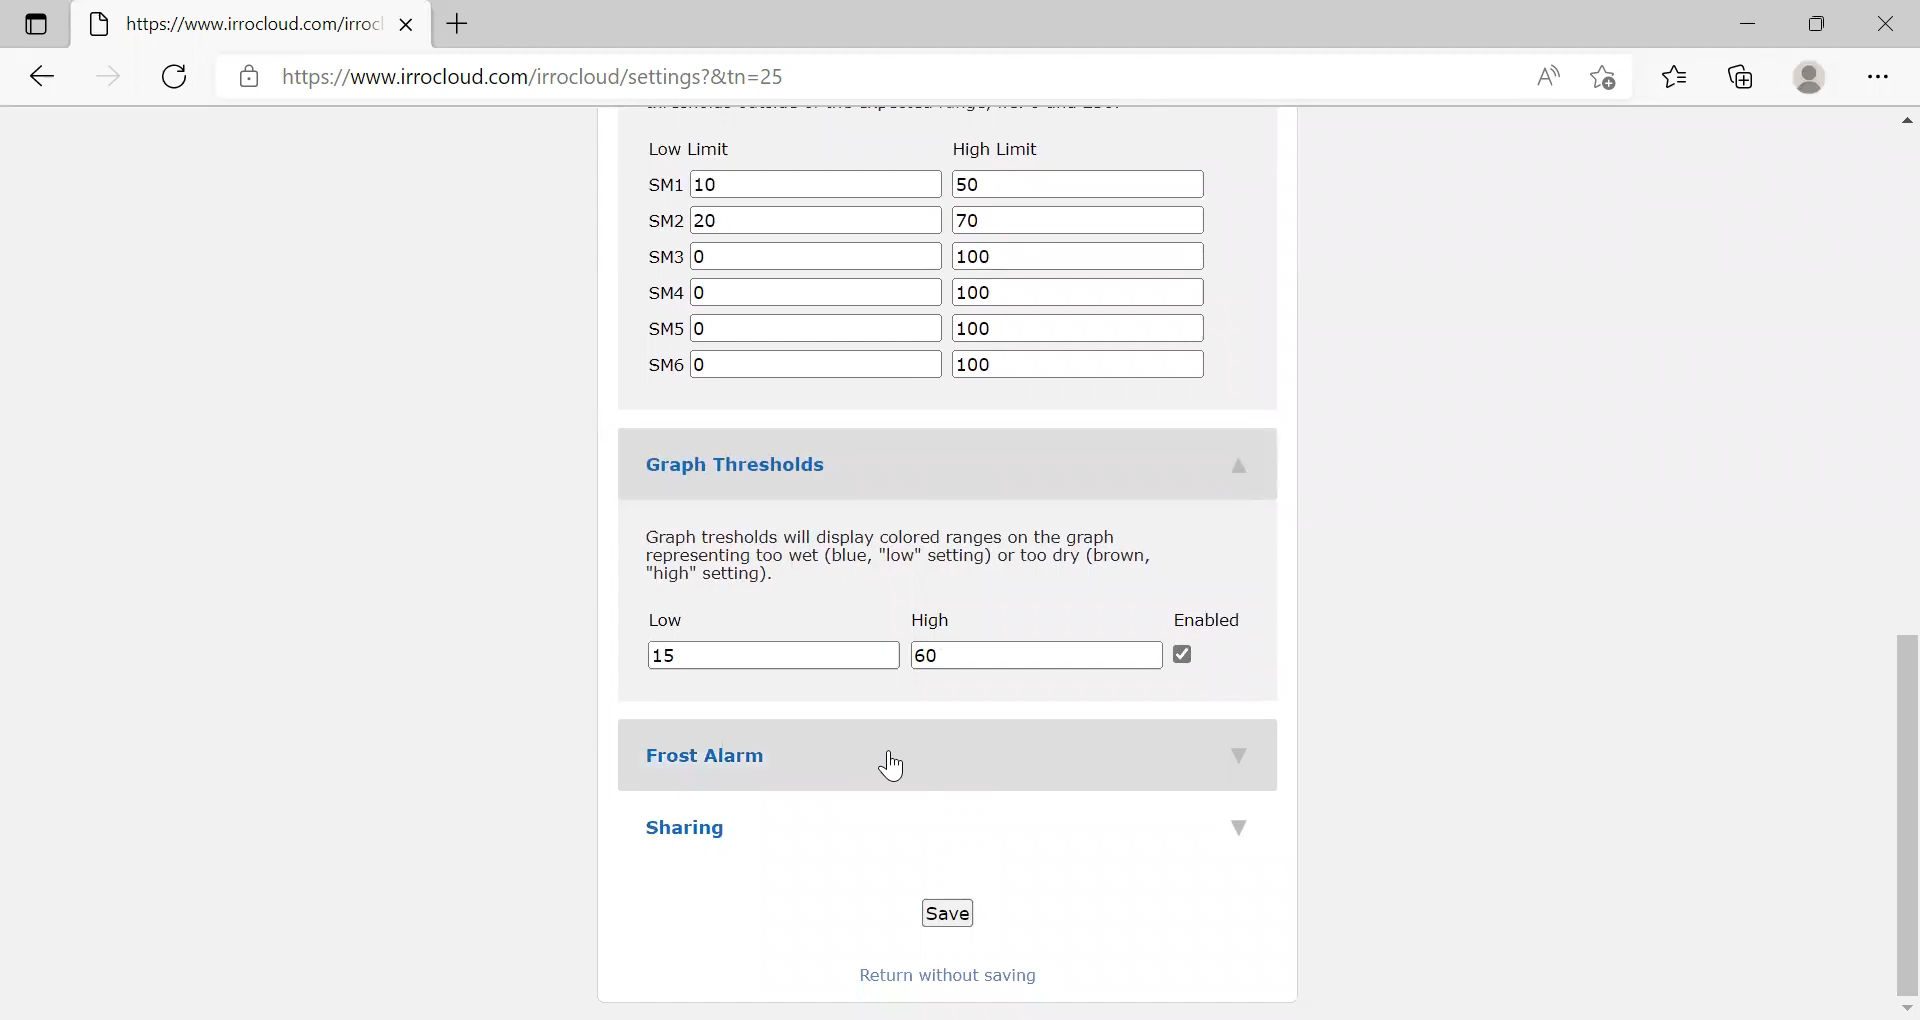 https://www.irrocloud.com/irrocl
https://www.irrocloud.com/irrocloud/settings?&tn=25
Low Limit High Limit
SM1 10 50
SM2 20 70
SM3 0 100
SM4 0 100
SM5 0 100
SM6 0 100
Graph Thresholds
Graph tresholds will display colored ranges on the graph
representing too wet (blue, "low" setting) or too dry (brown,
"high" setting).
Low High Enabled
15 60
Frost Alarm
Sharing
Save
Return without saving